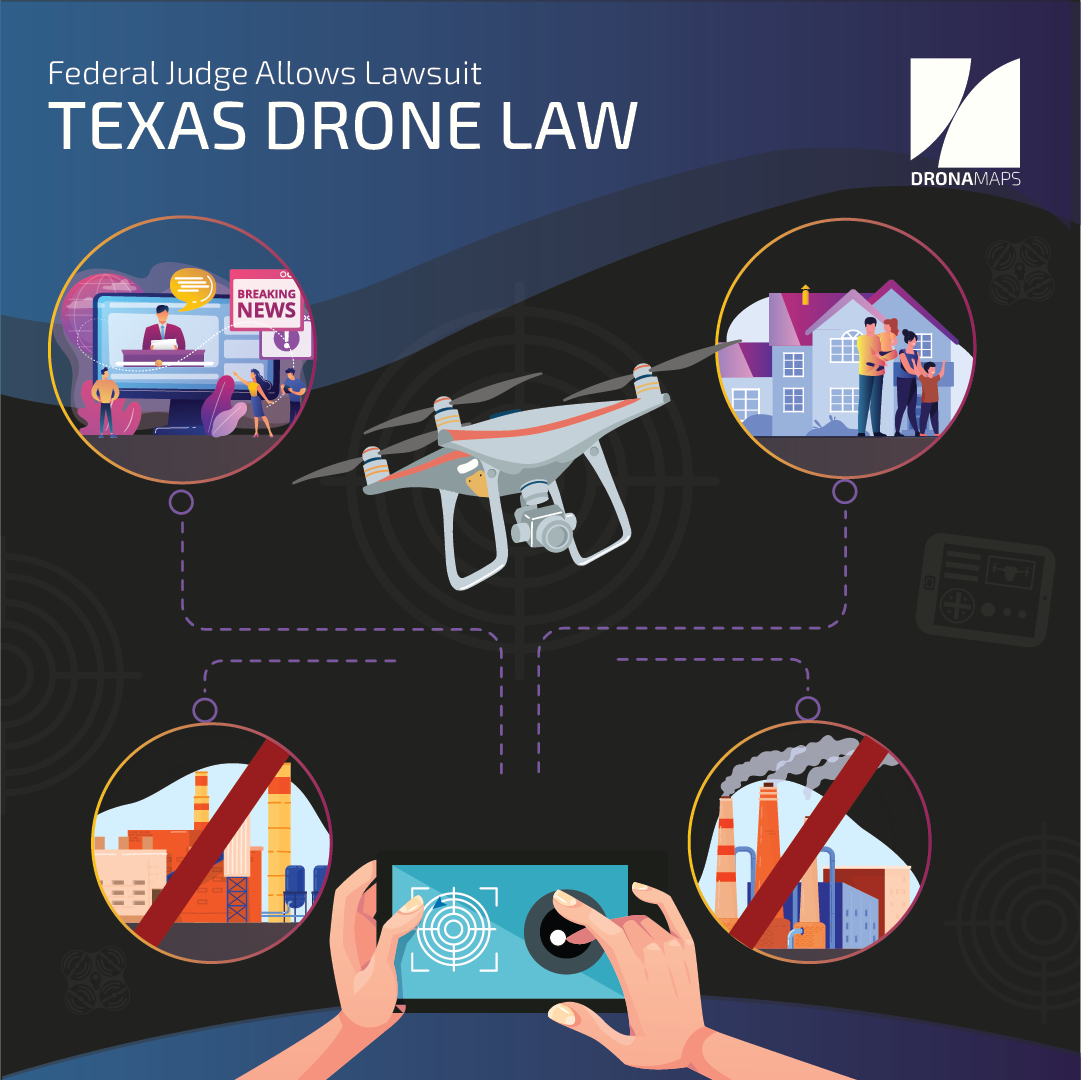 Federal Judge Allows Lawsuit
TEXAS DRONE LAW
DRONAMAPS
BREAKING
NEWS